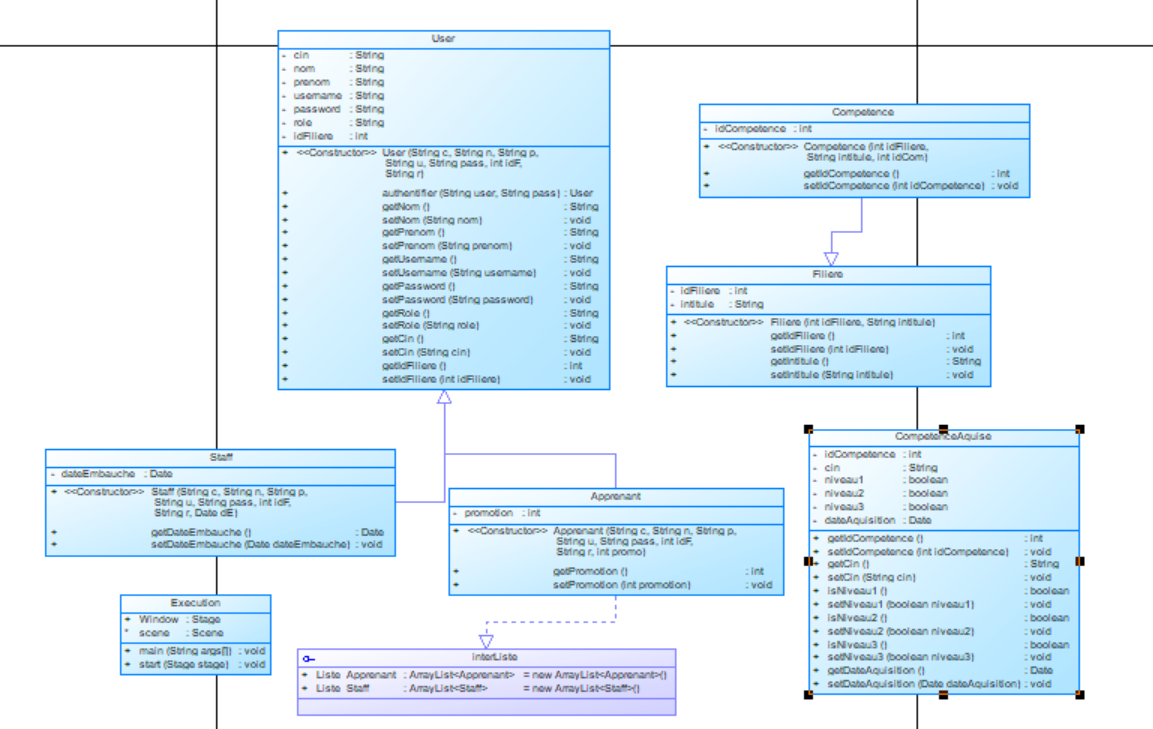 User
- cin : String
- nom : String
- prenom : String
- username : String
- password : String
- role : String
- idFiliere : int
+ <<Constructor>> User (String c, String n, String p,
String u, String pass, int idF,
String r)
+ authentifier (String user, String pass) : User
+ getNom () : String
+ setNom (String nom) : void
+ getPrenom () : String
+ setPrenom (String prenom) : void
+ getUsername () : String
+ setUsername (String username) : void
+ getPassword () : String
+ setPassword (String password) : void
+ getRole () : String
+ setRole (String role) : void
+ getCin () : String
+ setCin (String cin) : void
+ getIdFiliere () : int
+ setIdFiliere (int idFiliere) : void
Competence
- idCompetence : int
+ <<Constructor>> Competence (int idFiliere,
String intitule, int idCom)
+ getIdCompetence () : int
+ setIdCompetence (int idCompetence) : void
Filiere
- idFiliere : int
- intitule : String
+ <<Constructor>> Filiere (int idFiliere, String intitule)
+ getIdFiliere () : int
+ setIdFiliere (int idFiliere) : void
+ getIntitule () : String
+ setIntitule (String intitule) : void
Staff
- dateEmbauche : Date
+ <<Constructor>> Staff (String c, String n, String p,
String u, String pass, int idF,
String r, Date dE)
+ getDateEmbauche () : Date
+ setDateEmbauche (Date dateEmbauche) : void
Apprenant
- promotion : int
+ <<Constructor>> Apprenant (String c, String n, String p,
String u, String pass, int idF,
String r, int promo)
+ getPromotion () : int
+ setPromotion (int promotion) : void
CompetenceAquise
- idCompetence : int
- cin : String
- niveau1 : boolean
- niveau2 : boolean
- niveau3 : boolean
- dateAquisition : Date
+ getIdCompetence () : int
+ setIdCompetence (int idCompetence) : void
+ getCin () : String
+ setCin (String cin) : void
+ isNiveau1 () : boolean
+ setNiveau1 (boolean niveau1) : void
+ isNiveau2 () : boolean
+ setNiveau2 (boolean niveau2) : void
+ isNiveau3 () : boolean
+ setNiveau3 (boolean niveau3) : void
+ getDateAquisition () : Date
+ setDateAquisition (Date dateAquisition) : void
Execution
+ Window : Stage
* scene : Scene
+ main (String args[]) : void
+ start (Stage stage) : void
interListe
+ Liste Apprenant : ArrayList<Apprenant> = new ArrayList<Apprenant>()
+ Liste Staff : ArrayList<Staff> = new ArrayList<Staff>()